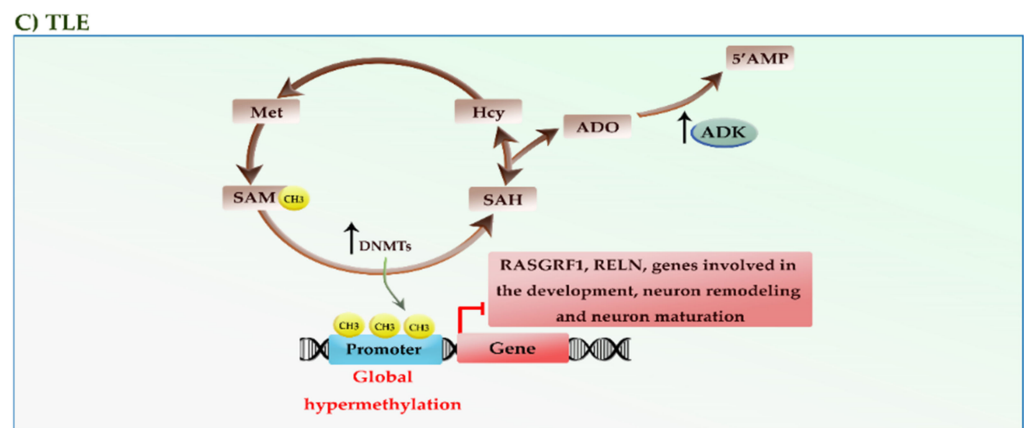 C) TLE
5'AMP
Met
Hcy
ADO
ADK
SAM CH3
SAH
DNMTs
RASGRF1, RELN, genes involved in
the development, neuron remodeling
and neuron maturation
CH3 CH3 CH3
Promoter
Gene
Global
hypermethylation